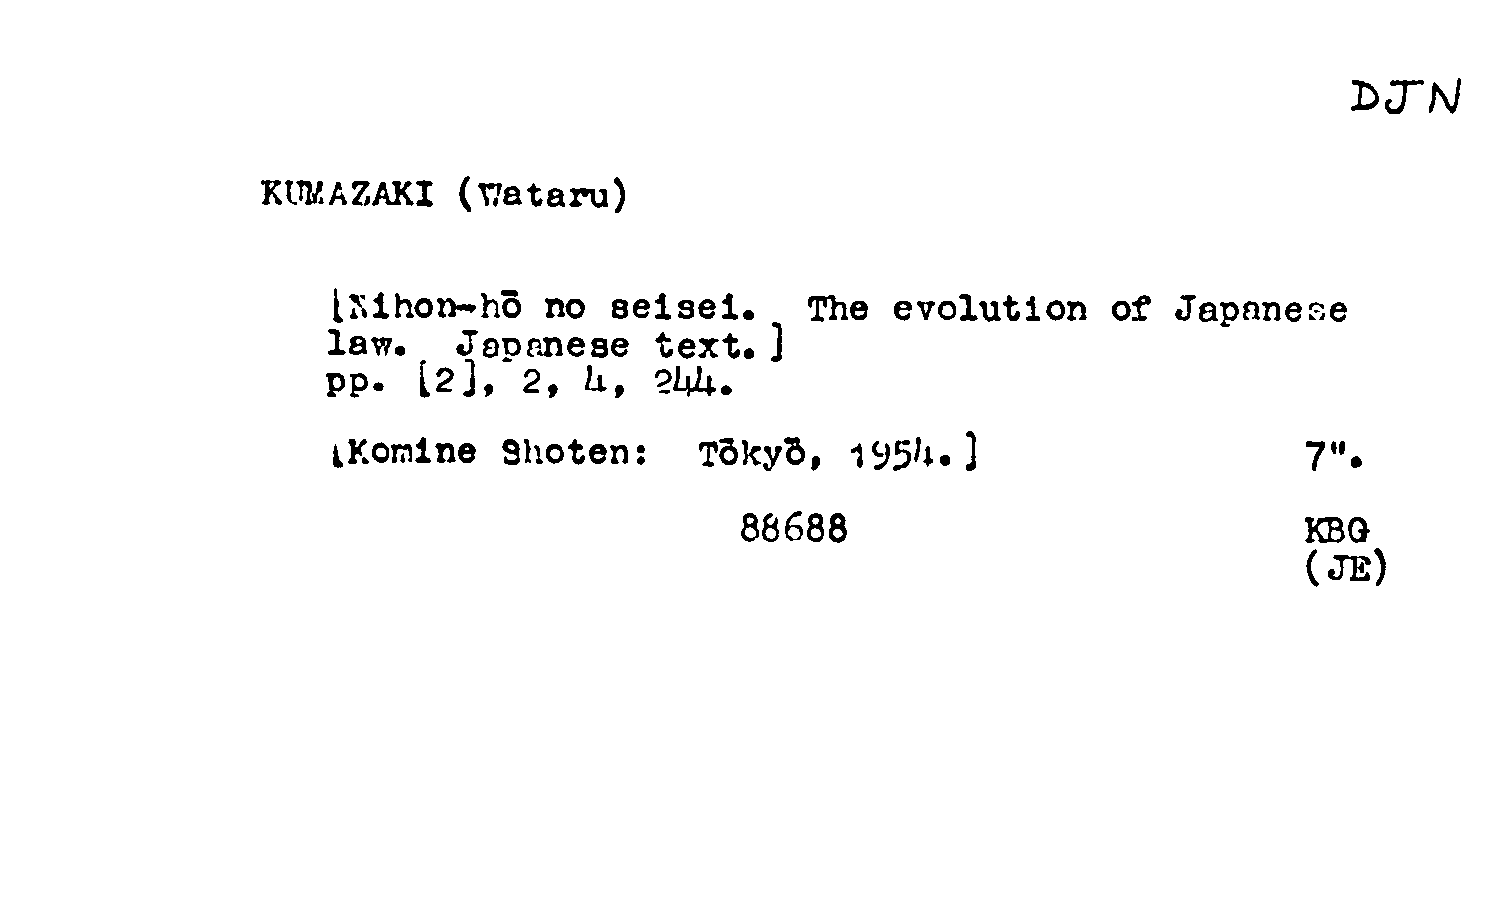 DJN
KUMAZAKI (Wataru)
[Nihon-hō no seisei. The evolution of Japanese
law. Japanese text.]
pp. [2], 2, 4, 244.
[Komine Shoten: Tōkyō, 1954.] 7".
88688 KBG
(JE)